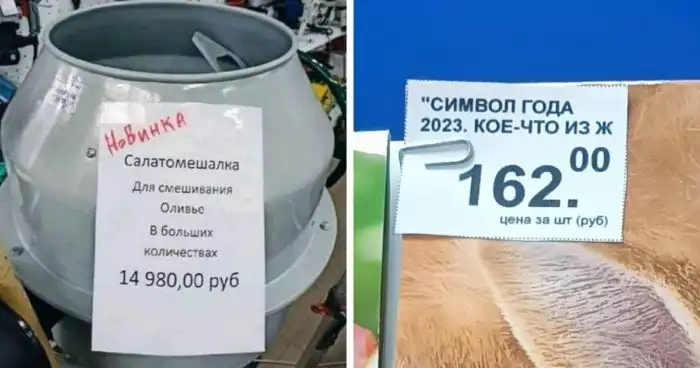 Новинка
Салатомешалка
Для смешивания
Оливье
В больших
количествах
14 980,00 руб
"СИМВОЛ ГОДА
2023. КОЕ-ЧТО ИЗ Ж
162.00
цена за шт (руб)